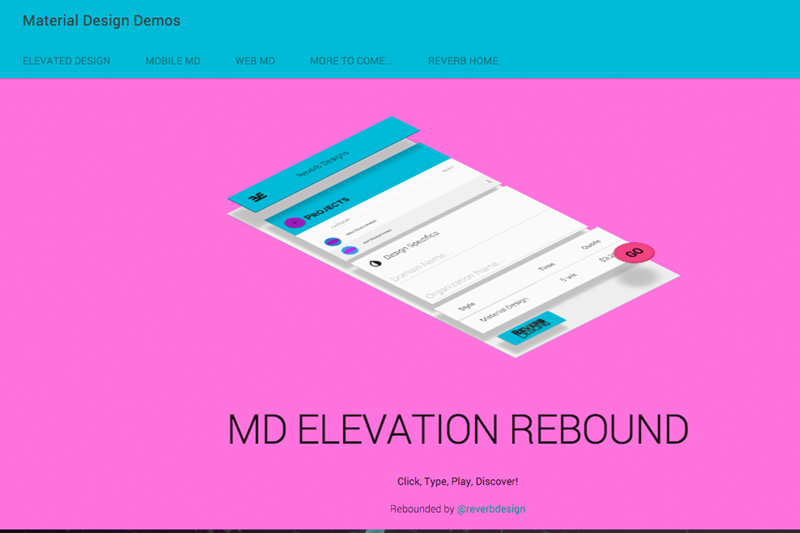 Material Design Demos
ELEVATED DESIGN MOBILE MD WEB MD MORE TO COME... REVERB HOME
Reverb Designs
PROJECTS
Design Specifics
Domain Name...
Organization Name...
Style Time Quote
Material Design 5 wk
GO
REVERB
DESIGNS
MD ELEVATION REBOUND
Click, Type, Play, Discover!
Rebounded by @reverbdesign